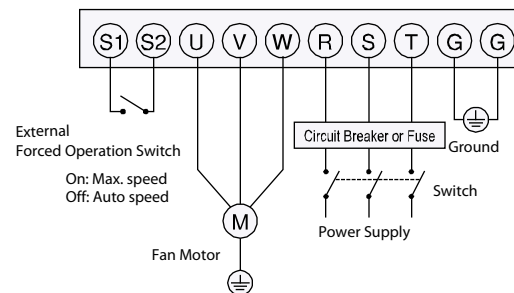 S1 S2 U V W R S T G G
External
Forced Operation Switch
On: Max. speed
Off: Auto speed
Circuit Breaker or Fuse
Ground
Switch
Power Supply
M
Fan Motor